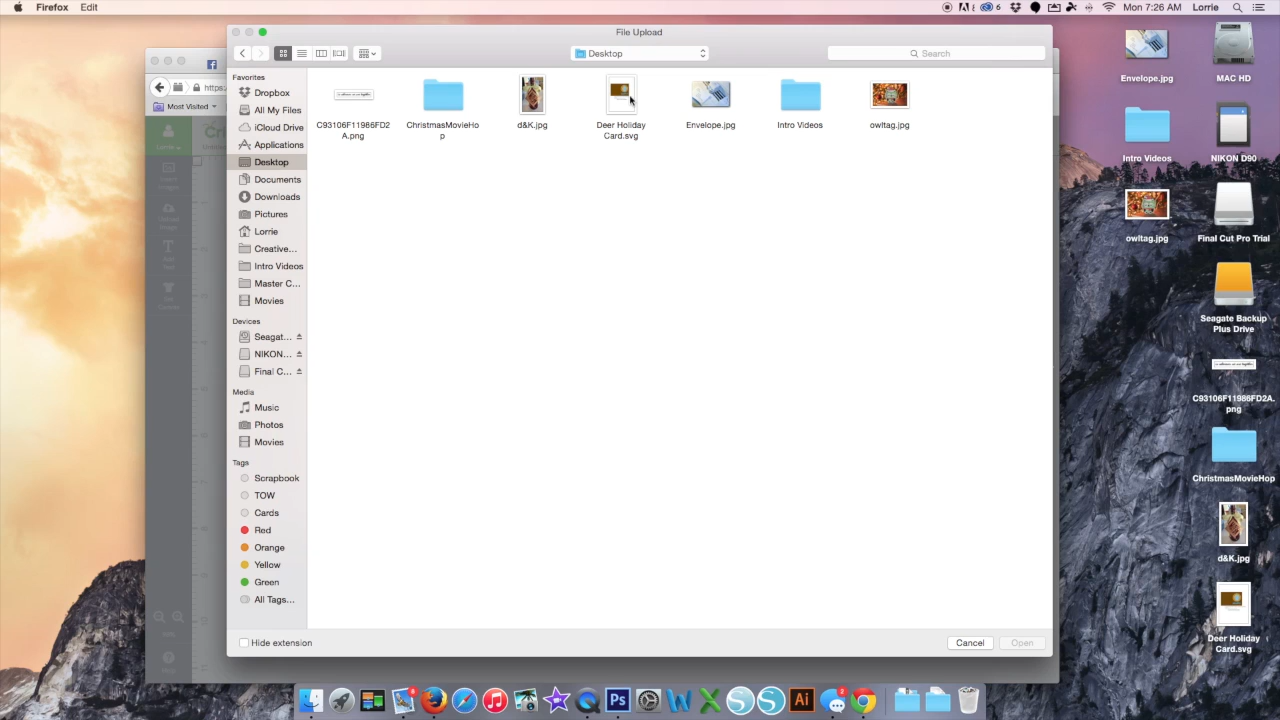 Firefox Edit
6
Mon 7:26 AM Lorrie
File Upload
Desktop
Search
https:
Most Visited
Favorites
Dropbox
All My Files
iCloud Drive
Applications
Desktop
Documents
Downloads
Pictures
Lorrie
Creative...
Intro Videos
Master C...
Movies
Devices
Seagat...
NIKON...
Final C...
Media
Music
Photos
Movies
Tags
Scrapbook
TOW
Cards
Red
Orange
Yellow
Green
All Tags...
C93106F11986FD2
A.png
ChristmasMovieHo
p
d&K.jpg
Deer Holiday
Card.svg
Envelope.jpg
Intro Videos
owltag.jpg
Hide extension
Cancel
Open
Envelope.jpg
MAC HD
Intro Videos
NIKON D90
owltag.jpg
Final Cut Pro Trial
Seagate Backup
Plus Drive
C93106F11986FD2A.
png
ChristmasMovieHop
d&K.jpg
Deer Holiday
Card.svg
Ps
W
X
S
S
Ai